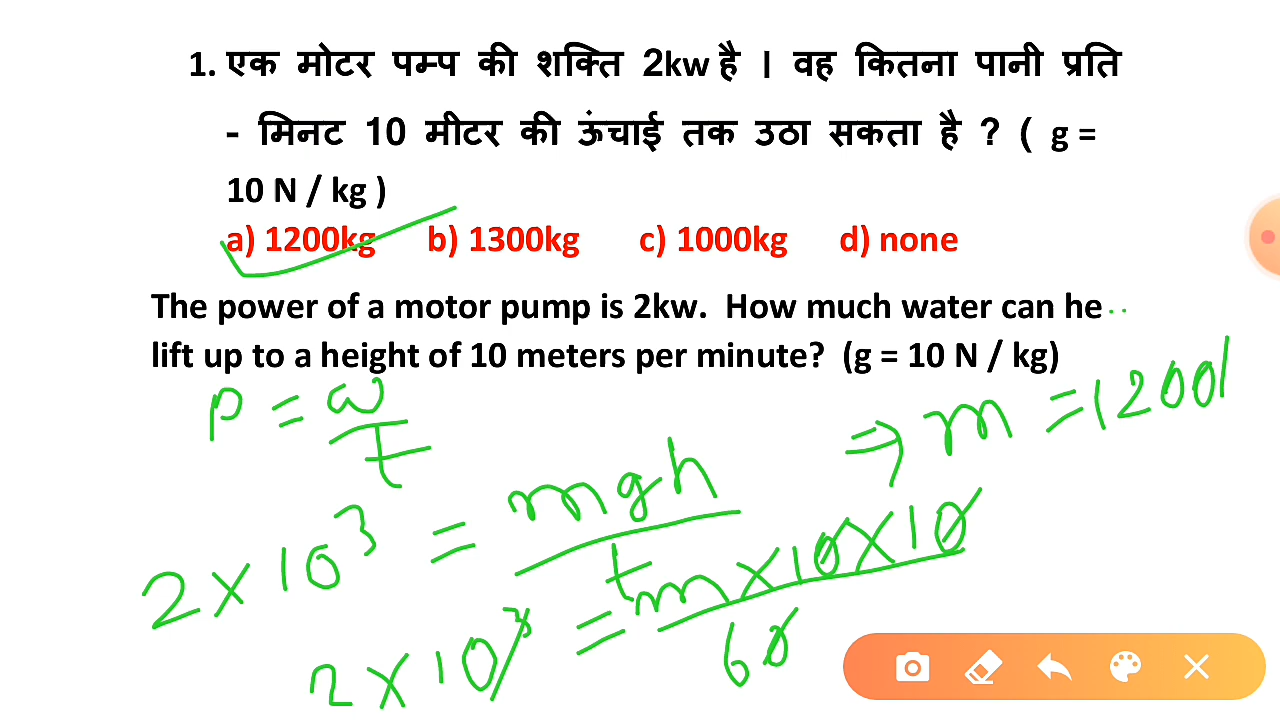 1. एक मोटर पम्प की शक्ति 2kw है । वह कितना पानी प्रति
- मिनट 10 मीटर की ऊंचाई तक उठा सकता है ? ( g =
10 N / kg )
a) 1200kg b) 1300kg c) 1000kg d) none
The power of a motor pump is 2kw. How much water can he
lift up to a height of 10 meters per minute? (g = 10 N / kg)
P = w/t
⇒ m = 1200
2 × 10³ = mgh/t
2 × 10³ = m × 10 × 10/60